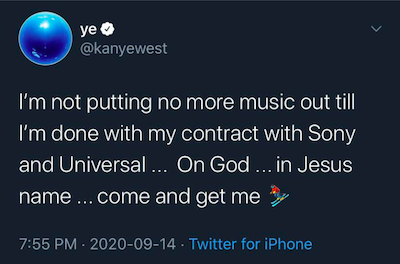 ye
@kanyewest
I'm not putting no more music out till
I'm done with my contract with Sony
and Universal ... On God ... in Jesus
name ... come and get me ⛷️
7:55 PM · 2020-09-14 · Twitter for iPhone